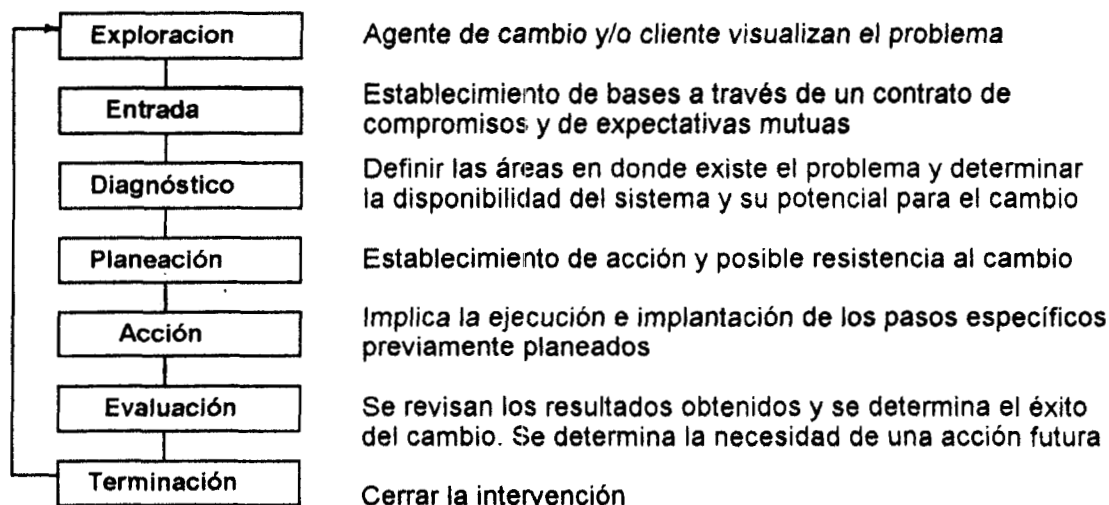 Exploracion
Agente de cambio y/o cliente visualizan el problema
Entrada
Establecimiento de bases a través de un contrato de
compromisos y de expectativas mutuas
Diagnóstico
Definir las áreas en donde existe el problema y determinar
la disponibilidad del sistema y su potencial para el cambio
Planeación
Establecimiento de acción y posible resistencia al cambio
Acción
Implica la ejecución e implantación de los pasos específicos
previamente planeados
Evaluación
Se revisan los resultados obtenidos y se determina el éxito
del cambio. Se determina la necesidad de una acción futura
Terminación
Cerrar la intervención